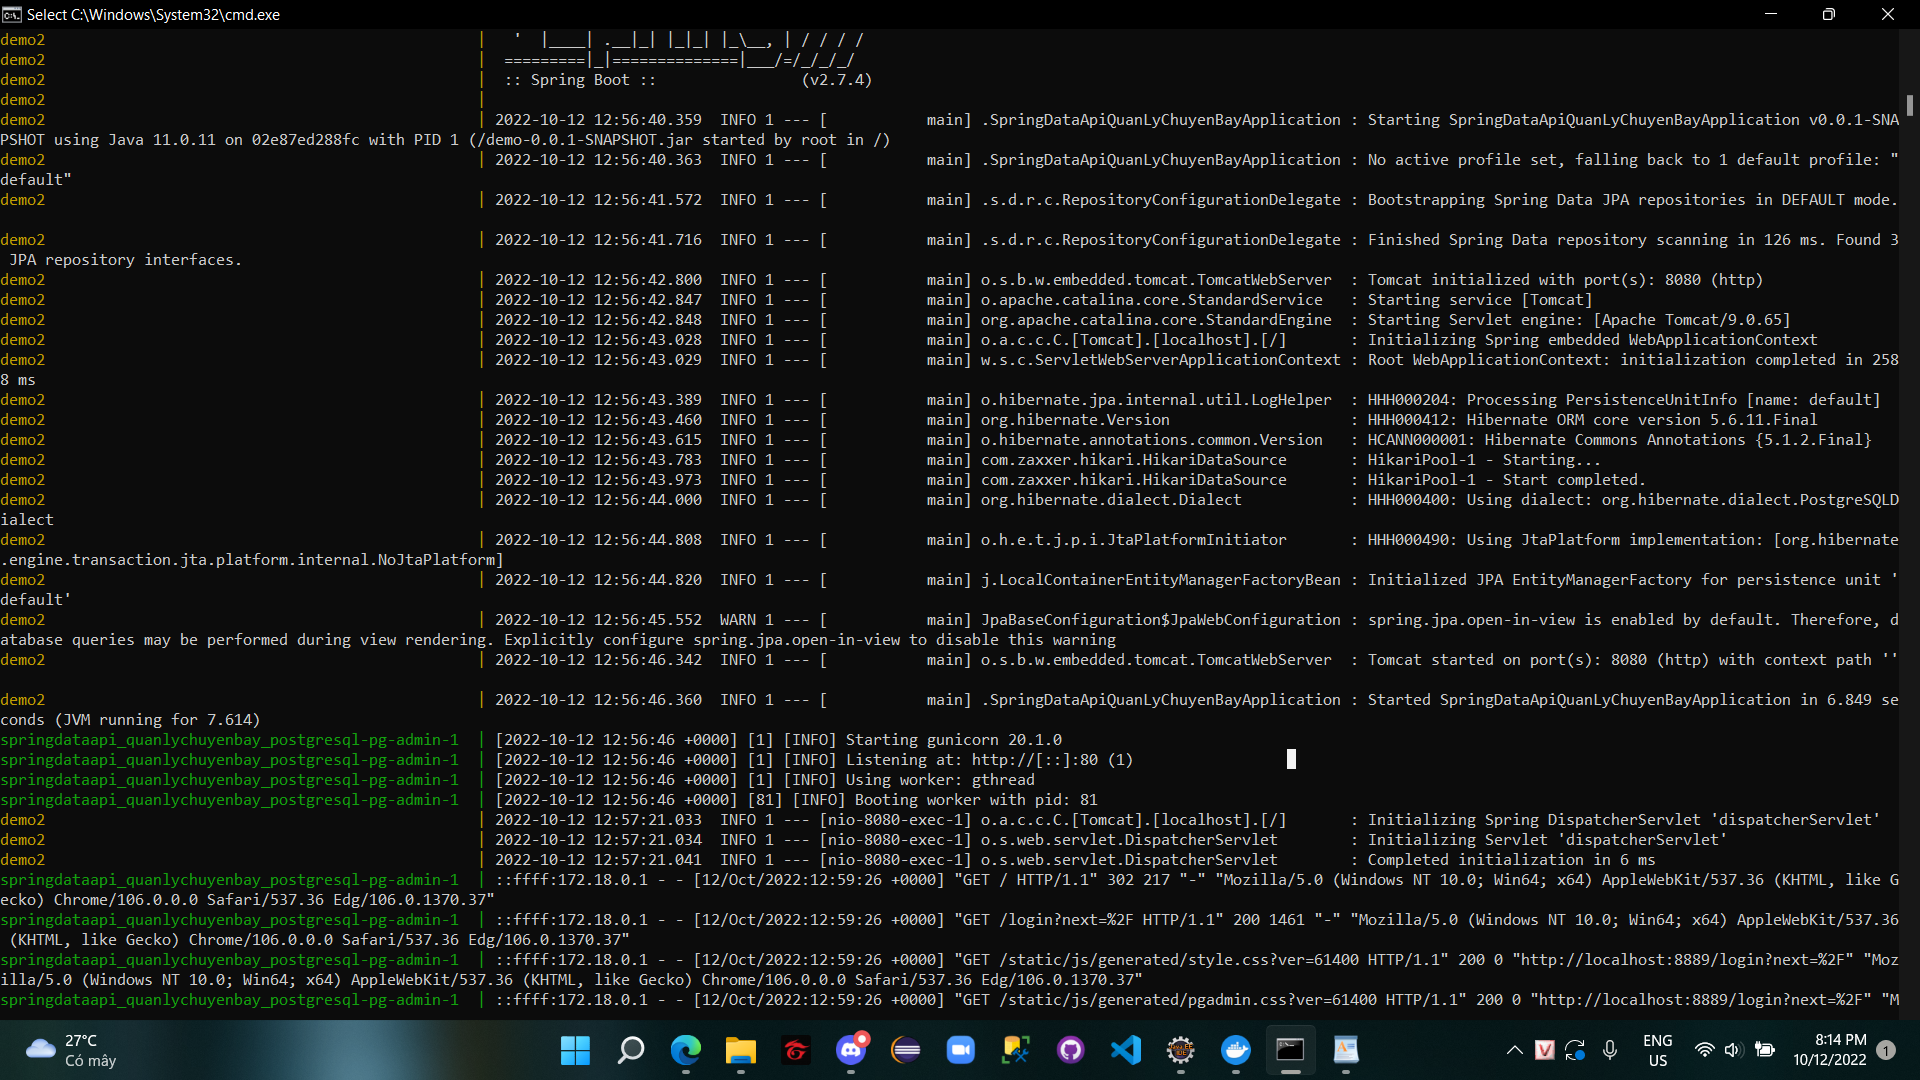 Select C:\Windows\System32\cmd.exe
demo2 | '  |____| .__|_| |_|_| |_\__, | / / / /
demo2 | =========|_|==============|___/=/_/_/_/
demo2 | :: Spring Boot ::                (v2.7.4)
demo2 |
demo2 | 2022-10-12 12:56:40.359  INFO 1 --- [           main] .SpringDataApiQuanLyChuyenBayApplication : Starting SpringDataApiQuanLyChuyenBayApplication v0.0.1-SNA
PSHOT using Java 11.0.11 on 02e87ed288fc with PID 1 (/demo-0.0.1-SNAPSHOT.jar started by root in /)
demo2 | 2022-10-12 12:56:40.363  INFO 1 --- [           main] .SpringDataApiQuanLyChuyenBayApplication : No active profile set, falling back to 1 default profile: "
default"
demo2 | 2022-10-12 12:56:41.572  INFO 1 --- [           main] .s.d.r.c.RepositoryConfigurationDelegate : Bootstrapping Spring Data JPA repositories in DEFAULT mode.
demo2 | 2022-10-12 12:56:41.716  INFO 1 --- [           main] .s.d.r.c.RepositoryConfigurationDelegate : Finished Spring Data repository scanning in 126 ms. Found 3
JPA repository interfaces.
demo2 | 2022-10-12 12:56:42.800  INFO 1 --- [           main] o.s.b.w.embedded.tomcat.TomcatWebServer  : Tomcat initialized with port(s): 8080 (http)
demo2 | 2022-10-12 12:56:42.847  INFO 1 --- [           main] o.apache.catalina.core.StandardService   : Starting service [Tomcat]
demo2 | 2022-10-12 12:56:42.848  INFO 1 --- [           main] org.apache.catalina.core.StandardEngine  : Starting Servlet engine: [Apache Tomcat/9.0.65]
demo2 | 2022-10-12 12:56:43.028  INFO 1 --- [           main] o.a.c.c.C.[Tomcat].[localhost].[/]       : Initializing Spring embedded WebApplicationContext
demo2 | 2022-10-12 12:56:43.029  INFO 1 --- [           main] w.s.c.ServletWebServerApplicationContext : Root WebApplicationContext: initialization completed in 258
8 ms
demo2 | 2022-10-12 12:56:43.389  INFO 1 --- [           main] o.hibernate.jpa.internal.util.LogHelper  : HHH000204: Processing PersistenceUnitInfo [name: default]
demo2 | 2022-10-12 12:56:43.460  INFO 1 --- [           main] org.hibernate.Version                    : HHH000412: Hibernate ORM core version 5.6.11.Final
demo2 | 2022-10-12 12:56:43.615  INFO 1 --- [           main] o.hibernate.annotations.common.Version   : HCANN000001: Hibernate Commons Annotations {5.1.2.Final}
demo2 | 2022-10-12 12:56:43.783  INFO 1 --- [           main] com.zaxxer.hikari.HikariDataSource       : HikariPool-1 - Starting...
demo2 | 2022-10-12 12:56:43.973  INFO 1 --- [           main] com.zaxxer.hikari.HikariDataSource       : HikariPool-1 - Start completed.
demo2 | 2022-10-12 12:56:44.000  INFO 1 --- [           main] org.hibernate.dialect.Dialect            : HHH000400: Using dialect: org.hibernate.dialect.PostgreSQLD
ialect
demo2 | 2022-10-12 12:56:44.808  INFO 1 --- [           main] o.h.e.t.j.p.i.JtaPlatformInitiator       : HHH000490: Using JtaPlatform implementation: [org.hibernate
.engine.transaction.jta.platform.internal.NoJtaPlatform]
demo2 | 2022-10-12 12:56:44.820  INFO 1 --- [           main] j.LocalContainerEntityManagerFactoryBean : Initialized JPA EntityManagerFactory for persistence unit '
default'
demo2 | 2022-10-12 12:56:45.552  WARN 1 --- [           main] JpaBaseConfiguration$JpaWebConfiguration : spring.jpa.open-in-view is enabled by default. Therefore, d
atabase queries may be performed during view rendering. Explicitly configure spring.jpa.open-in-view to disable this warning
demo2 | 2022-10-12 12:56:46.342  INFO 1 --- [           main] o.s.b.w.embedded.tomcat.TomcatWebServer  : Tomcat started on port(s): 8080 (http) with context path ''
demo2 | 2022-10-12 12:56:46.360  INFO 1 --- [           main] .SpringDataApiQuanLyChuyenBayApplication : Started SpringDataApiQuanLyChuyenBayApplication in 6.849 se
conds (JVM running for 7.614)
springdataapi_quanlychuyenbay_postgresql-pg-admin-1 | [2022-10-12 12:56:46 +0000] [1] [INFO] Starting gunicorn 20.1.0
springdataapi_quanlychuyenbay_postgresql-pg-admin-1 | [2022-10-12 12:56:46 +0000] [1] [INFO] Listening at: http://[::]:80 (1)
springdataapi_quanlychuyenbay_postgresql-pg-admin-1 | [2022-10-12 12:56:46 +0000] [1] [INFO] Using worker: gthread
springdataapi_quanlychuyenbay_postgresql-pg-admin-1 | [2022-10-12 12:56:46 +0000] [81] [INFO] Booting worker with pid: 81
demo2 | 2022-10-12 12:57:21.033  INFO 1 --- [nio-8080-exec-1] o.a.c.c.C.[Tomcat].[localhost].[/]       : Initializing Spring DispatcherServlet 'dispatcherServlet'
demo2 | 2022-10-12 12:57:21.034  INFO 1 --- [nio-8080-exec-1] o.s.web.servlet.DispatcherServlet        : Initializing Servlet 'dispatcherServlet'
demo2 | 2022-10-12 12:57:21.041  INFO 1 --- [nio-8080-exec-1] o.s.web.servlet.DispatcherServlet        : Completed initialization in 6 ms
springdataapi_quanlychuyenbay_postgresql-pg-admin-1 | ::ffff:172.18.0.1 - - [12/Oct/2022:12:59:26 +0000] "GET / HTTP/1.1" 302 217 "-" "Mozilla/5.0 (Windows NT 10.0; Win64; x64) AppleWebKit/537.36 (KHTML, like G
ecko) Chrome/106.0.0.0 Safari/537.36 Edg/106.0.1370.37"
springdataapi_quanlychuyenbay_postgresql-pg-admin-1 | ::ffff:172.18.0.1 - - [12/Oct/2022:12:59:26 +0000] "GET /login?next=%2F HTTP/1.1" 200 1461 "-" "Mozilla/5.0 (Windows NT 10.0; Win64; x64) AppleWebKit/537.36
(KHTML, like Gecko) Chrome/106.0.0.0 Safari/537.36 Edg/106.0.1370.37"
springdataapi_quanlychuyenbay_postgresql-pg-admin-1 | ::ffff:172.18.0.1 - - [12/Oct/2022:12:59:26 +0000] "GET /static/js/generated/style.css?ver=61400 HTTP/1.1" 200 0 "http://localhost:8889/login?next=%2F" "Moz
illa/5.0 (Windows NT 10.0; Win64; x64) AppleWebKit/537.36 (KHTML, like Gecko) Chrome/106.0.0.0 Safari/537.36 Edg/106.0.1370.37"
springdataapi_quanlychuyenbay_postgresql-pg-admin-1 | ::ffff:172.18.0.1 - - [12/Oct/2022:12:59:26 +0000] "GET /static/js/generated/pgadmin.css?ver=61400 HTTP/1.1" 200 0 "http://localhost:8889/login?next=%2F" "M
27°C
Có mây
ENG
US
8:14 PM
10/12/2022
1